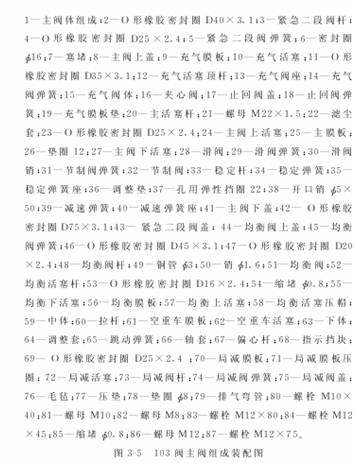 1—主阀体组成;2—O 形橡胶密封圈 D40×3.1;3—紧急二段阀杆;
4—O 形橡胶密封圈 D25×2.4;5—紧急二段阀弹簧;6—密封圈
ϕ16;7—塞堵;8—主阀上盖;9—充气膜板;10—充气活塞;11—O 形
橡胶密封圈 D35×3.1;12—充气活塞顶杆;13—充气阀座;14—充气
阀弹簧;15—充气阀体;16—夹心阀;17—止回阀盖;18—止回阀弹
簧;19—充气膜板垫;20—主活塞杆;21—螺母 M22×1.5;22—滤尘
套;23—O 形橡胶密封圈 D25×2.4;24—主阀上活塞;25—主膜板;
26—垫圈 12;27—主阀下活塞;28—滑阀;29—滑阀弹簧;30—滑阀
销;31—节制阀弹簧;32—节制阀;33—稳定杆;34—稳定弹簧;35—
稳定弹簧座;36—调整垫;37—孔用弹性挡圈 22;38—开口销 ϕ5×
50;39—减速弹簧;40—减速弹簧座;41—主阀下盖;42— O 形橡胶
密封圈 D75×3.1;43— 紧急二段阀盖; 44—均衡阀上盖;45—均衡
阀弹簧;46—O 形橡胶密封圈 D45×3.1;47—O 形橡胶密封圈 D20
×2.4;48—均衡阀杆;49—铜管 ϕ3;50—销 ϕ1.6;51—均衡阀;52—
均衡活塞杆;53—O 形橡胶密封圈 D16×2.4;54—缩堵 ϕ0.8;55—
均衡下活塞;56—均衡膜板;57—均衡上活塞;58—均衡活塞压帽;
59—中体;60—拉杆;61—空重车膜板;62—空重车活塞;63—下体;
64—调整套;65—跳动弹簧;66—轴套;67—偏心杆;68—指示挡块;
69— O 形橡胶密封圈 D25×2.4 ;70—局减膜板;71—局减膜板压
圈; 72—局减活塞;73—局减阀杆;74—局减阀弹簧;75—局减阀盖;
76—毛毡;77—压垫;78—垫圈 ϕ8;79—排气弯管;80—螺栓 M10×
40;81—螺母 M10;82—螺母 M8;83—螺栓 M12×80;84—螺栓 M12
×45;85—缩堵 ϕ0.8;86—螺母 M12;87—螺栓 M12×75。
图 3-5 103 阀主阀组成装配图